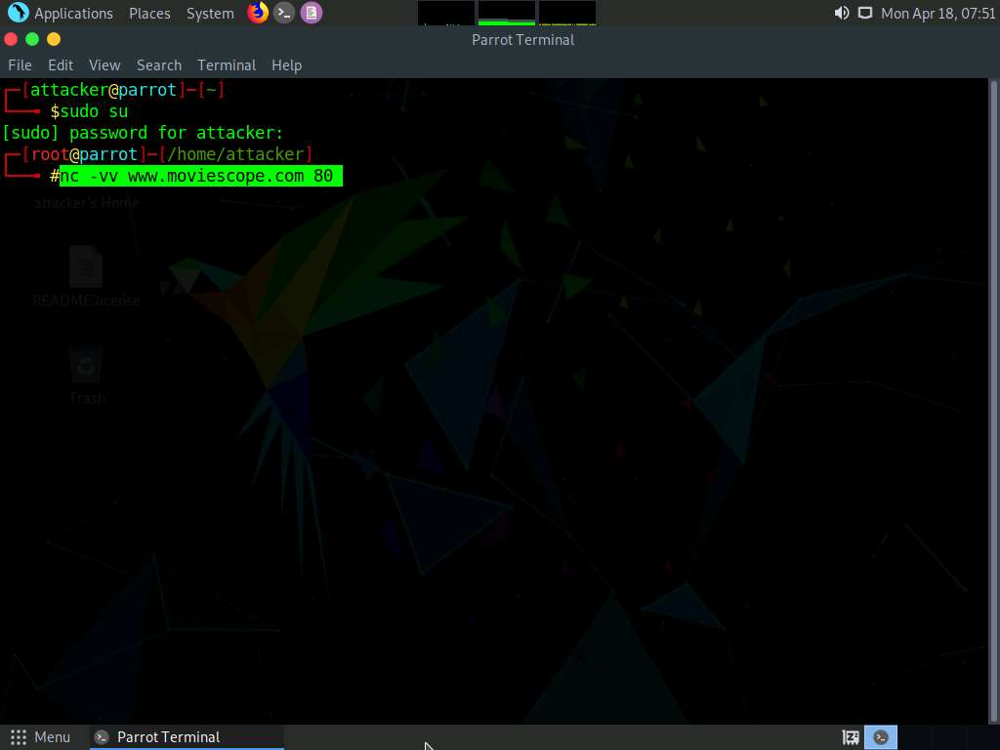 Applications Places System Mon Apr 18, 07:51
Parrot Terminal
File Edit View Search Terminal Help
┌─[attacker@parrot]─[~]
└──╼ $sudo su
[sudo] password for attacker:
┌─[root@parrot]─[/home/attacker]
└──╼ #nc -vv www.moviescope.com 80
attacker's Home
README.license
Trash
Menu Parrot Terminal